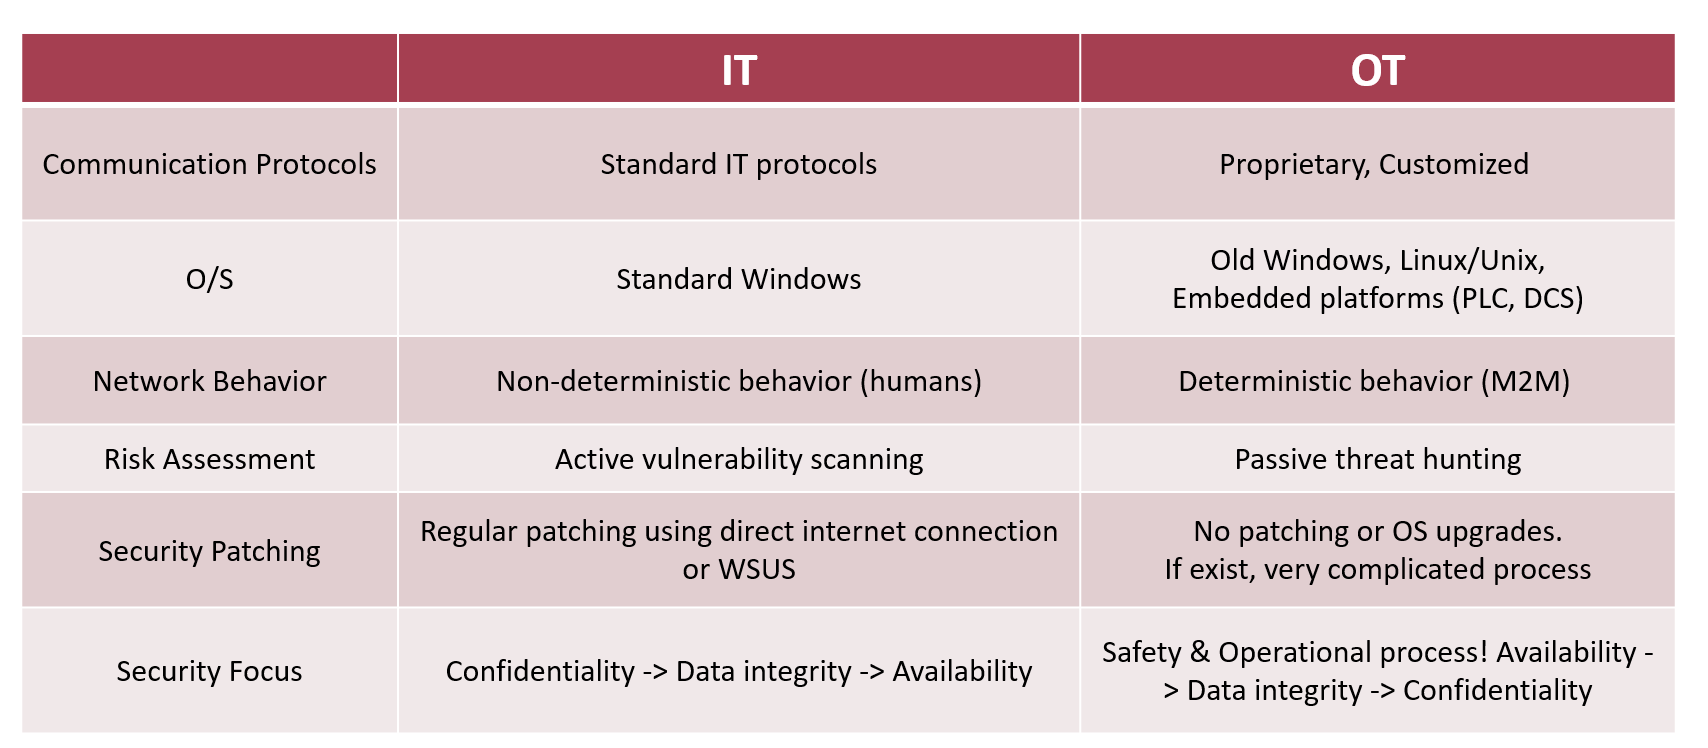 IT
OT
Communication Protocols
Standard IT protocols
Proprietary, Customized
O/S
Standard Windows
Old Windows, Linux/Unix,
Embedded platforms (PLC, DCS)
Network Behavior
Non-deterministic behavior (humans)
Deterministic behavior (M2M)
Risk Assessment
Active vulnerability scanning
Passive threat hunting
Security Patching
Regular patching using direct internet connection
or WSUS
No patching or OS upgrades.
If exist, very complicated process
Security Focus
Confidentiality -> Data integrity -> Availability
Safety & Operational process! Availability -
> Data integrity -> Confidentiality